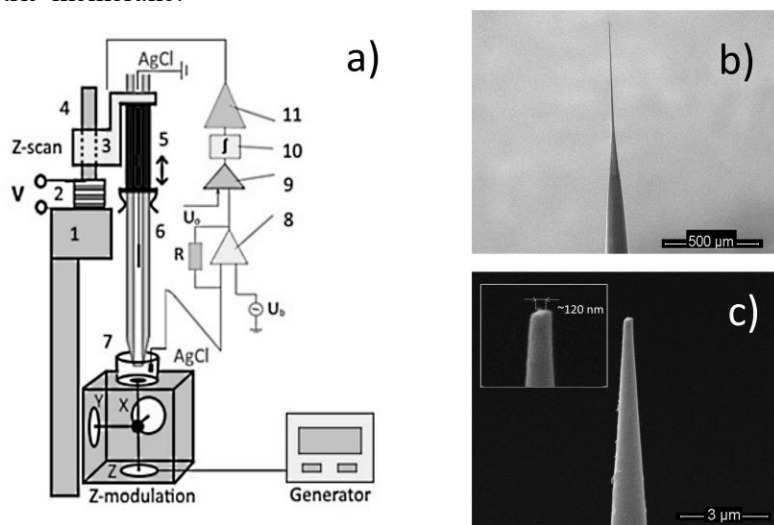 a)
AgCl
4
11
Z-scan
3
5
10
∫
V
2
9
1
6
U₀
8
R
U_b
7
AgCl
Y
X
Z
Z-modulation
Generator
b)
500 µm
c)
~120 nm
3 µm